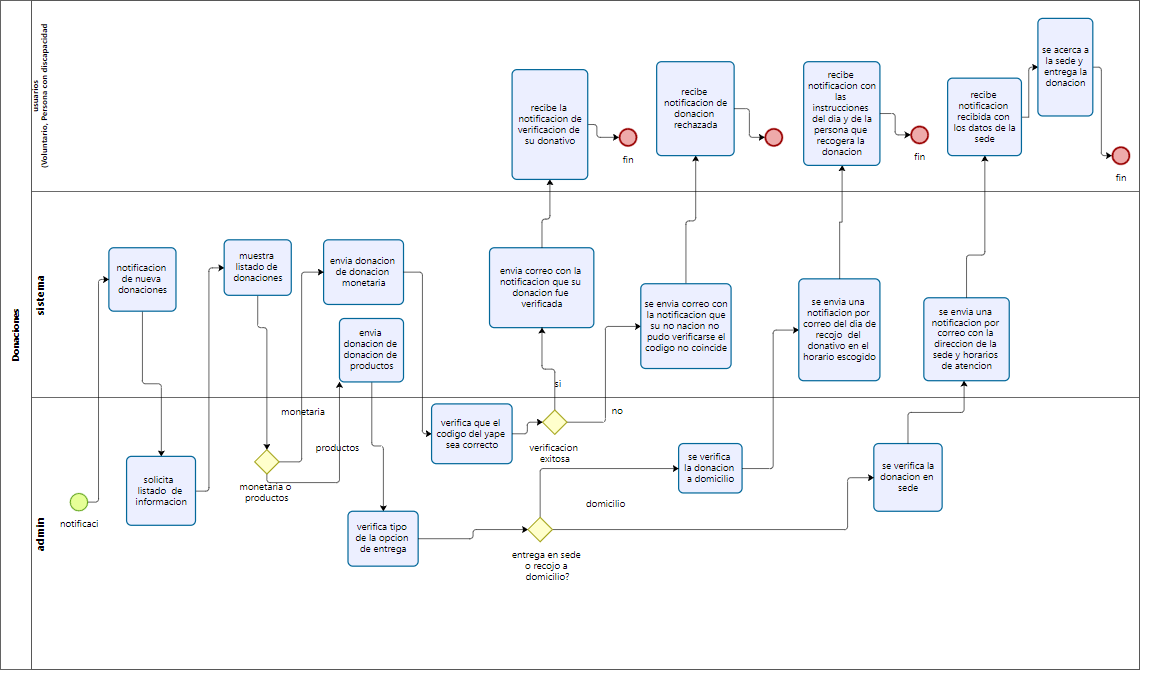 Donaciones
usuarios
(Voluntario, Persona con discapacidad
recibe la
notificacion de
verificacion de
su donativo
fin
recibe
notificacion de
donacion
rechazada
recibe
notificacion con
las
instrucciones
del dia y de la
persona que
recogera la
donacion
fin
recibe
notificacion
recibida con
los datos de la
sede
se acerca a
la sede y
entrega la
donacion
fin
sistema
notificacion
de nueva
donaciones
muestra
listado de
donaciones
envia donacion
de donacion
monetaria
envia
donacion de
donacion de
productos
envia correo con la
notificacion que su
donacion fue
verificada
se envia correo con
la notificacion que
su no nacion no
pudo verificarse el
codigo no coincide
se envia una
notifiacion por
correo del dia de
recojo del
donativo en el
horario escogido
se envia una
notificacion por
correo con la
direccion de la
sede y horarios
de atencion
si
admin
notificaci
solicita
listado de
informacion
monetaria
productos
monetaria o
productos
verifica que el
codigo del yape
sea correcto
no
verificacion
exitosa
verifica tipo
de la opcion
de entrega
entrega en sede
o recojo a
domicilio?
domicilio
se verifica
la donacion
a domicilio
se verifica la
donacion en
sede